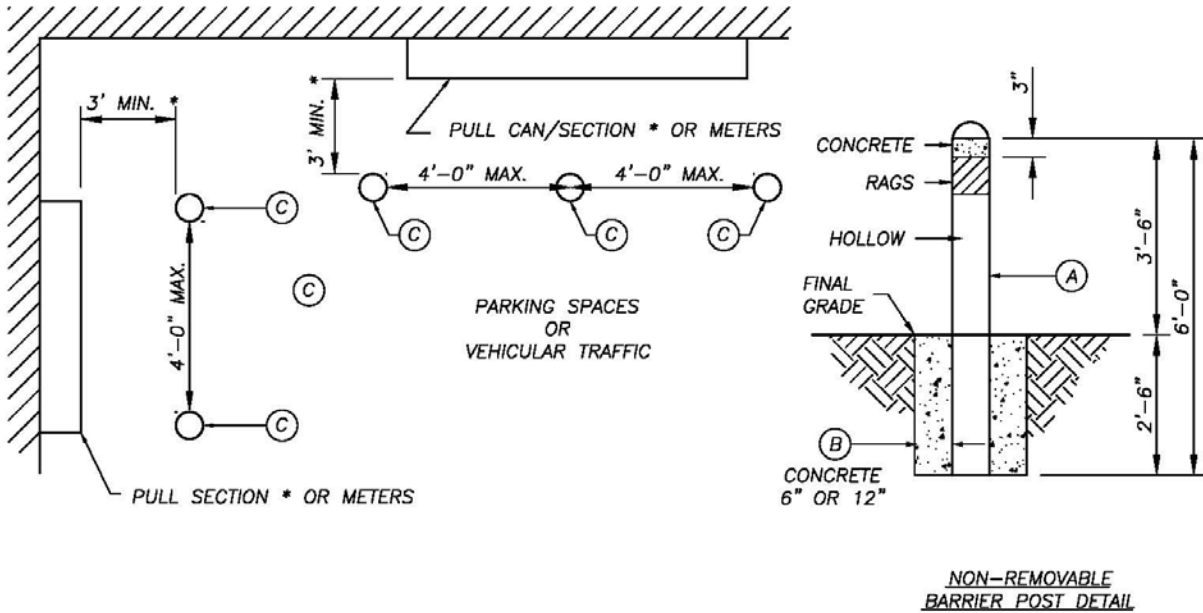 3' MIN. *
3' MIN. *
PULL CAN/SECTION * OR METERS
4'-0" MAX.
4'-0" MAX.
C
C
C
C
4'-0" MAX.
C
C
PARKING SPACES
OR
VEHICULAR TRAFFIC
PULL SECTION * OR METERS
3"
CONCRETE
RAGS
HOLLOW
3'-6"
A
FINAL
GRADE
6'-0"
2'-6"
B
CONCRETE
6" OR 12"
NON-REMOVABLE
BARRIER POST DETAIL